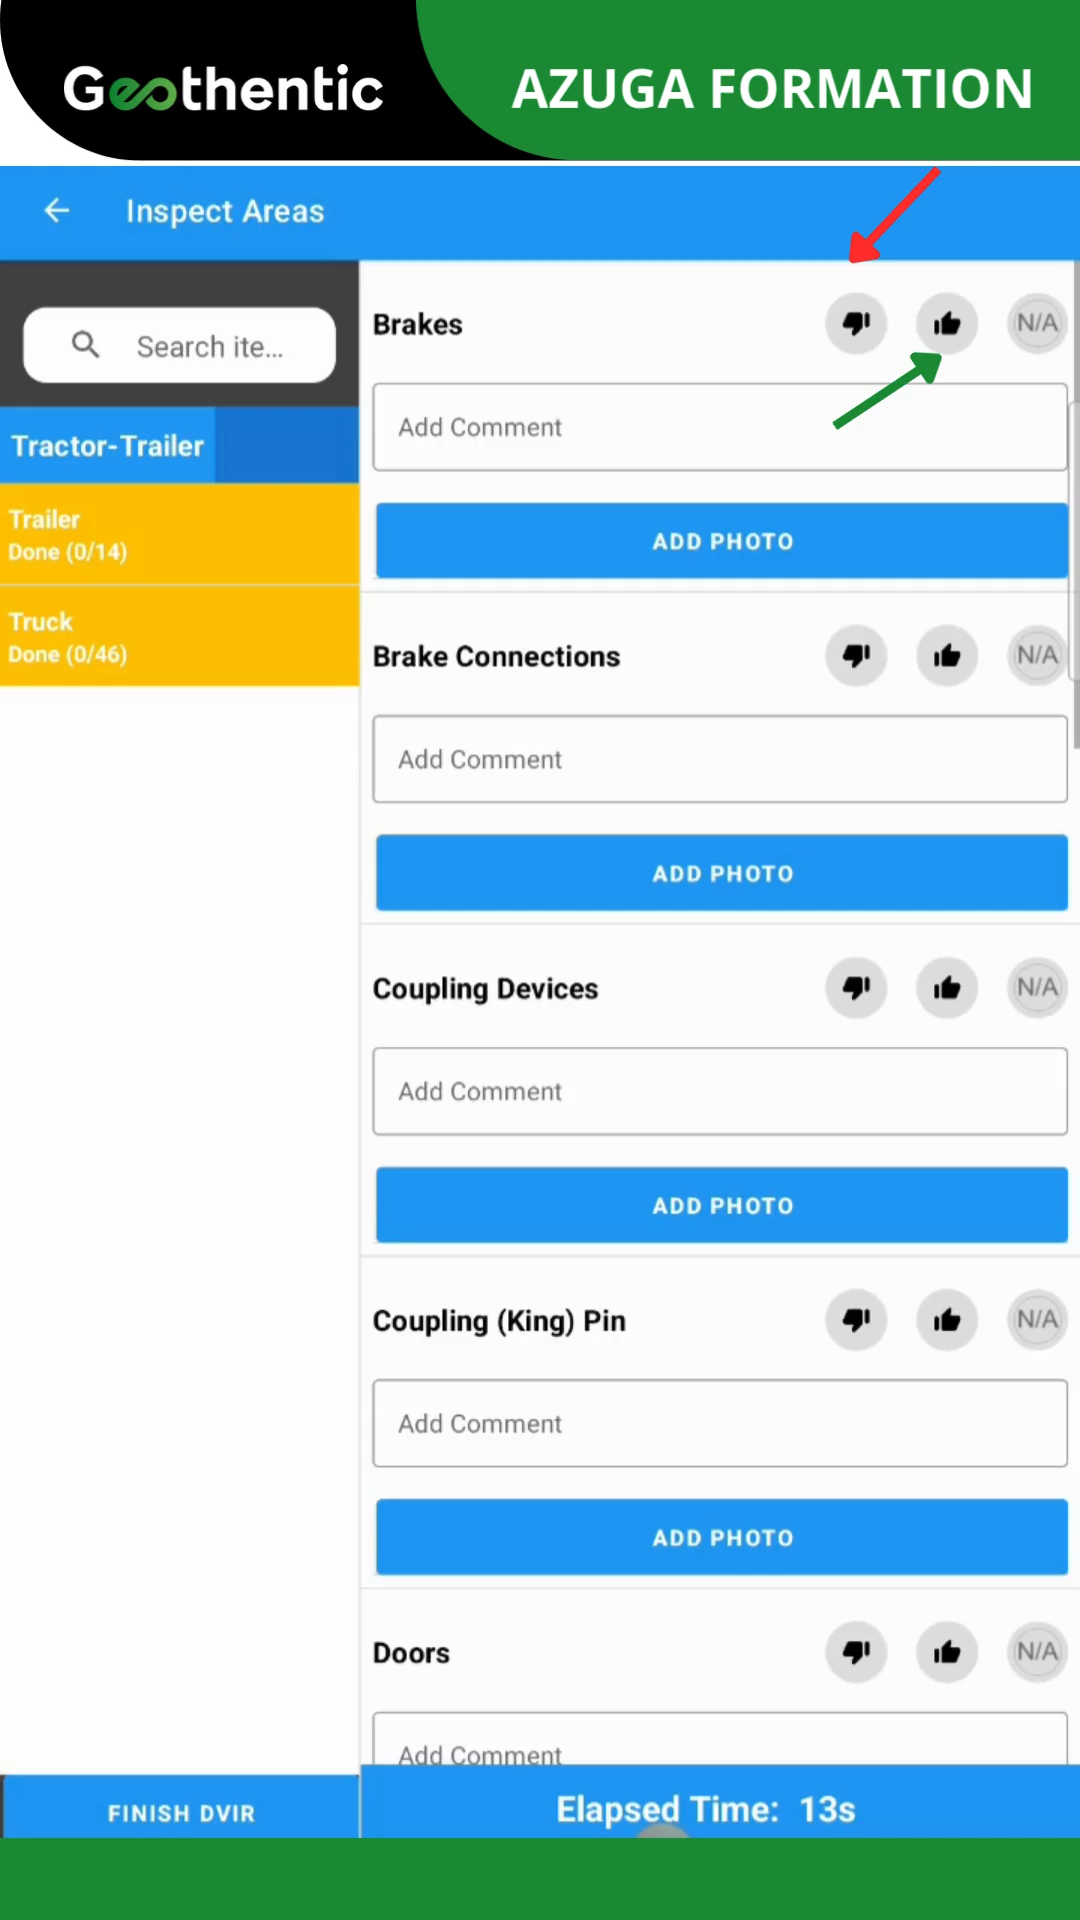 Geothentic
AZUGA FORMATION
Inspect Areas
Search ite...
Tractor-Trailer
Trailer
Done (0/14)
Truck
Done (0/46)
Brakes
N/A
Add Comment
ADD PHOTO
Brake Connections
N/A
Add Comment
ADD PHOTO
Coupling Devices
N/A
Add Comment
ADD PHOTO
Coupling (King) Pin
N/A
Add Comment
ADD PHOTO
Doors
N/A
Add Comment
FINISH DVIR
Elapsed Time: 13s